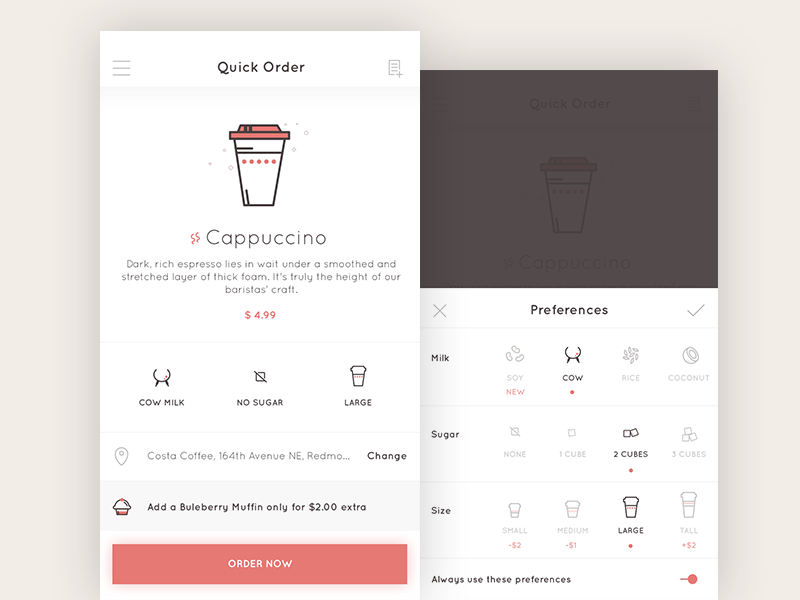 Quick Order
Cappuccino
Dark, rich espresso lies in wait under a smoothed and
stretched layer of thick foam. It's truly the height of our
baristas' craft.
$ 4.99
COW MILK NO SUGAR LARGE
Costa Coffee, 164th Avenue NE, Redmo... Change
Add a Buleberry Muffin only for $2.00 extra
ORDER NOW
Quick Order
Cappuccino
Preferences
Milk
SOY COW RICE COCONUT
NEW
Sugar
NONE 1 CUBE 2 CUBES 3 CUBES
Size
SMALL MEDIUM LARGE TALL
-$2 -$1 +$2
Always use these preferences